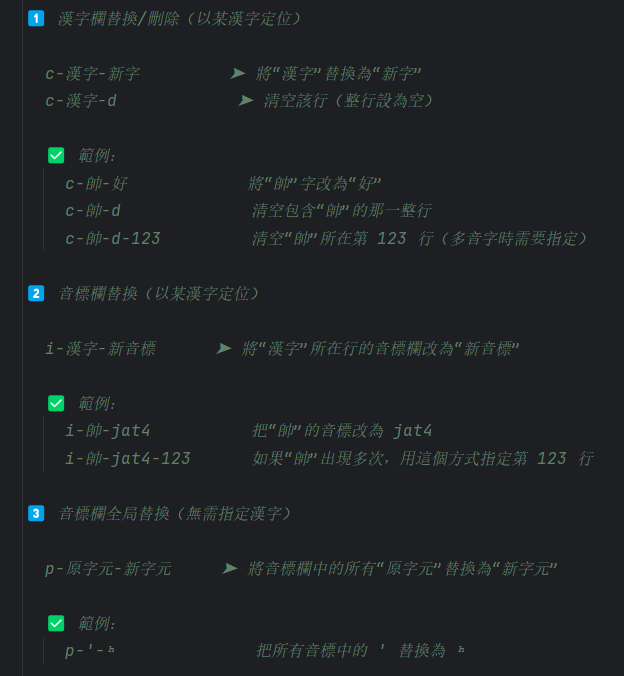 1️⃣ 漢字欄替換/刪除（以某漢字定位）
c-漢字-新字 ➤ 將“漢字”替換為“新字”
c-漢字-d ➤ 清空該行（整行設為空）
✅ 範例：
c-帥-好 將“帥”字改為“好”
c-帥-d 清空包含“帥”的那一整行
c-帥-d-123 清空“帥”所在第 123 行（多音字時需要指定）
2️⃣ 音標欄替換（以某漢字定位）
i-漢字-新音標 ➤ 將“漢字”所在行的音標欄改為“新音標”
✅ 範例：
i-帥-jat4 把“帥”的音標改為 jat4
i-帥-jat4-123 如果“帥”出現多次，用這個方式指定第 123 行
3️⃣ 音標欄全局替換（無需指定漢字）
p-原字元-新字元 ➤ 將音標欄中的所有“原字元”替換為“新字元”
✅ 範例：
p-'-ʰ 把所有音標中的 ' 替換為 ʰ